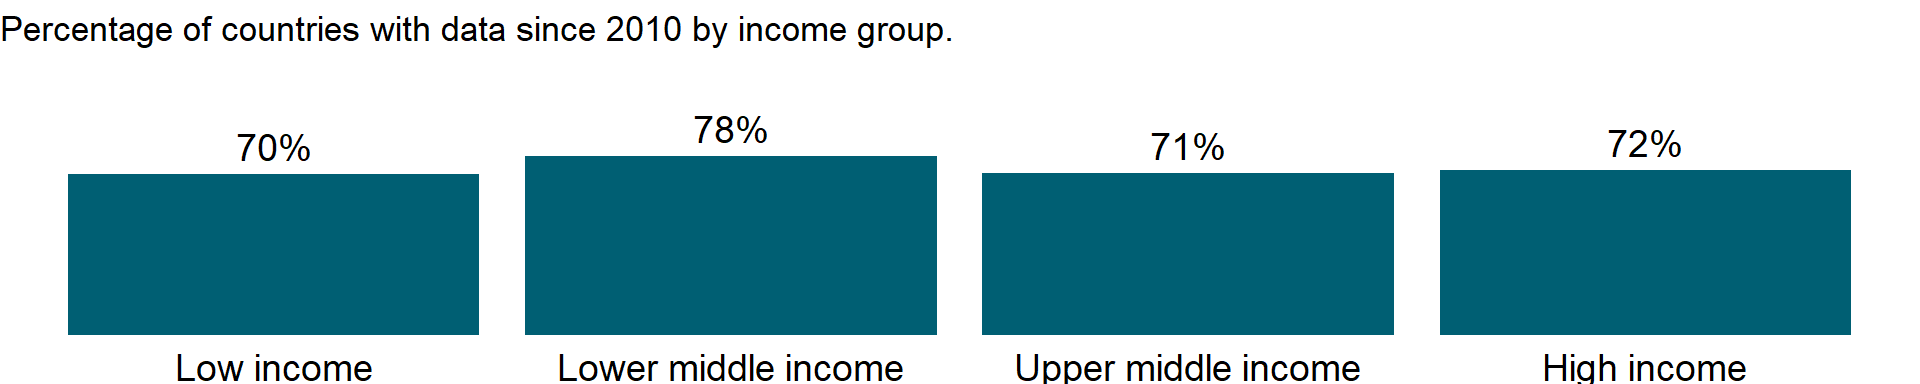 Percentage of countries with data since 2010 by income group.
70%
78%
71%
72%
Low income
Lower middle income
Upper middle income
High income